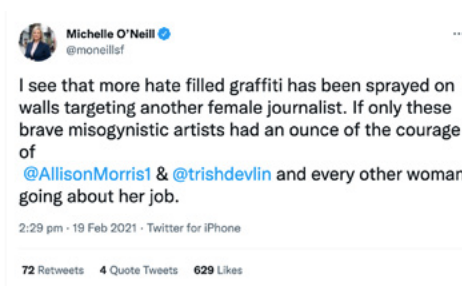 Michelle O'Neill
@moneillsf
I see that more hate filled graffiti has been sprayed on
walls targeting another female journalist. If only these
brave misogynistic artists had an ounce of the courage
of
@AllisonMorris1 & @trishdevlin and every other woman
going about her job.
2:29 pm · 19 Feb 2021 · Twitter for iPhone
72 Retweets 4 Quote Tweets 629 Likes